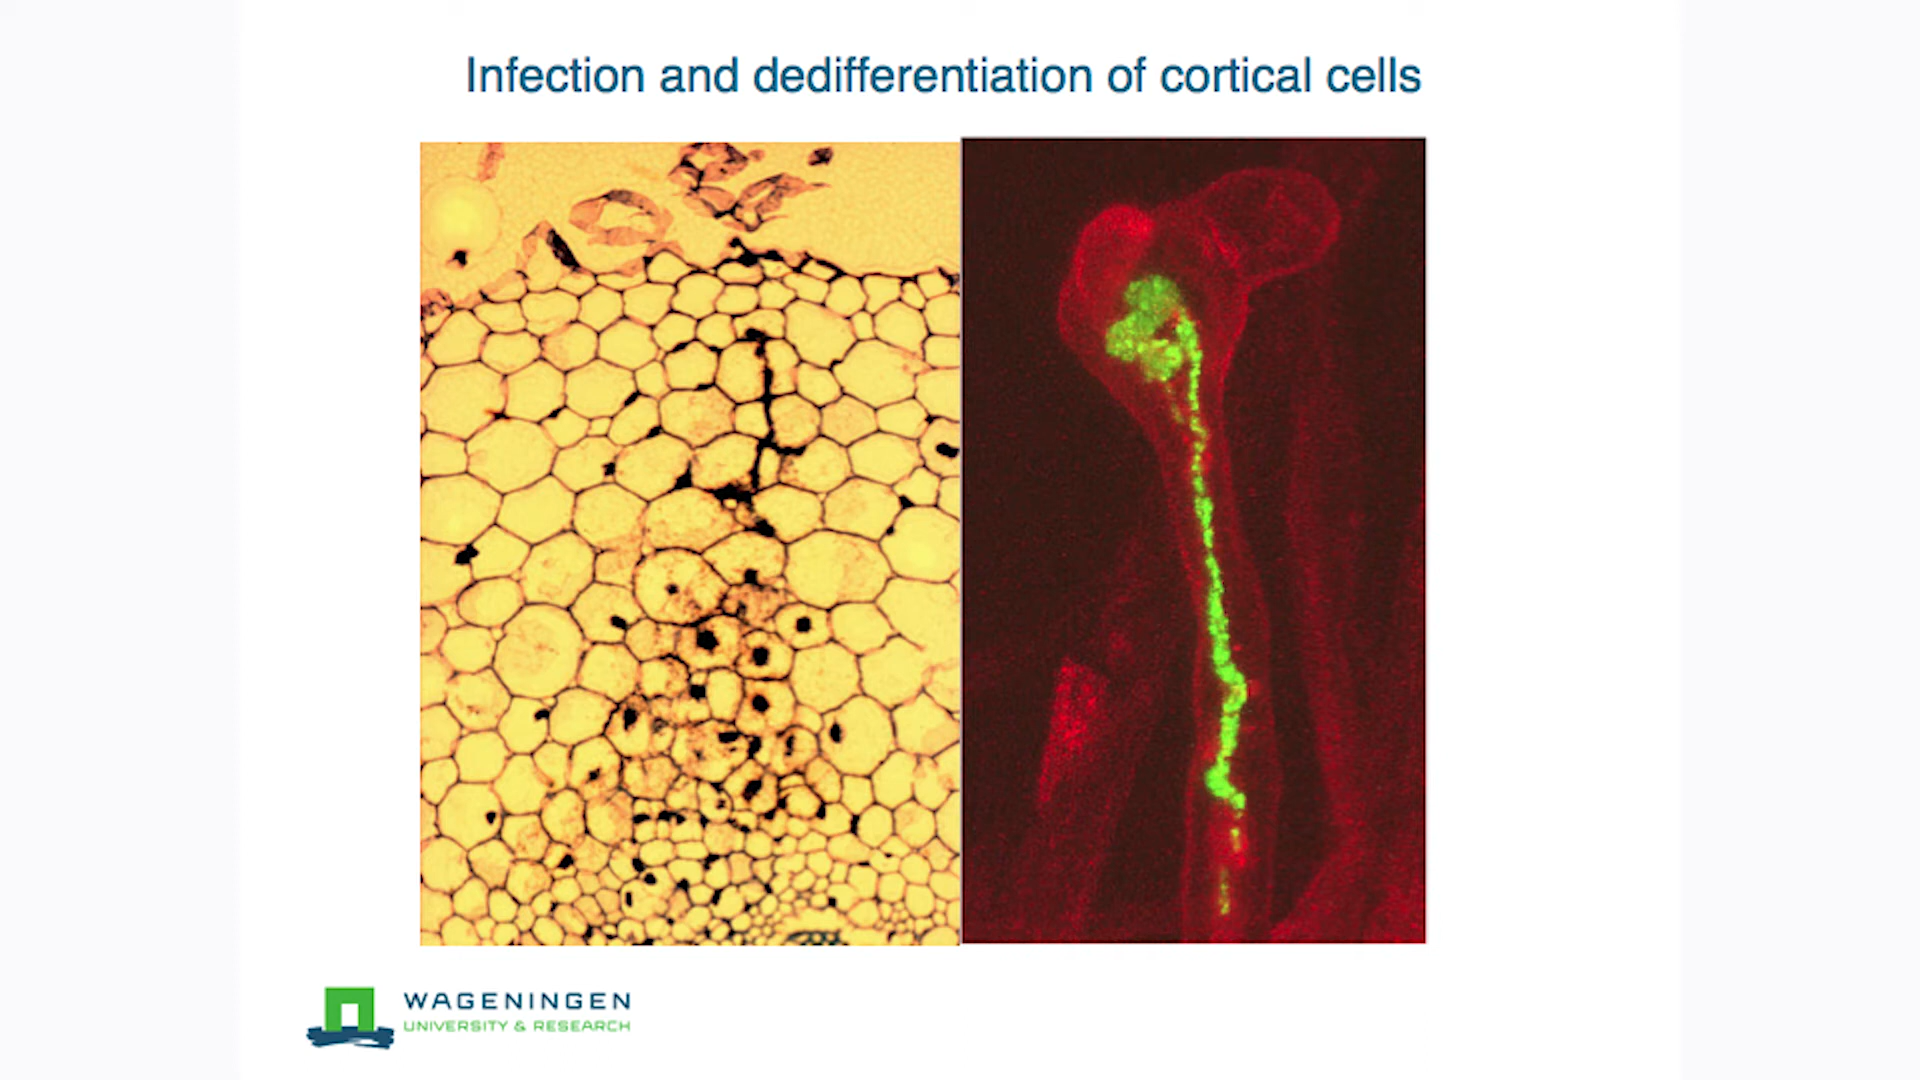 Infection and dedifferentiation of cortical cells
WAGENINGEN
UNIVERSITY & RESEARCH